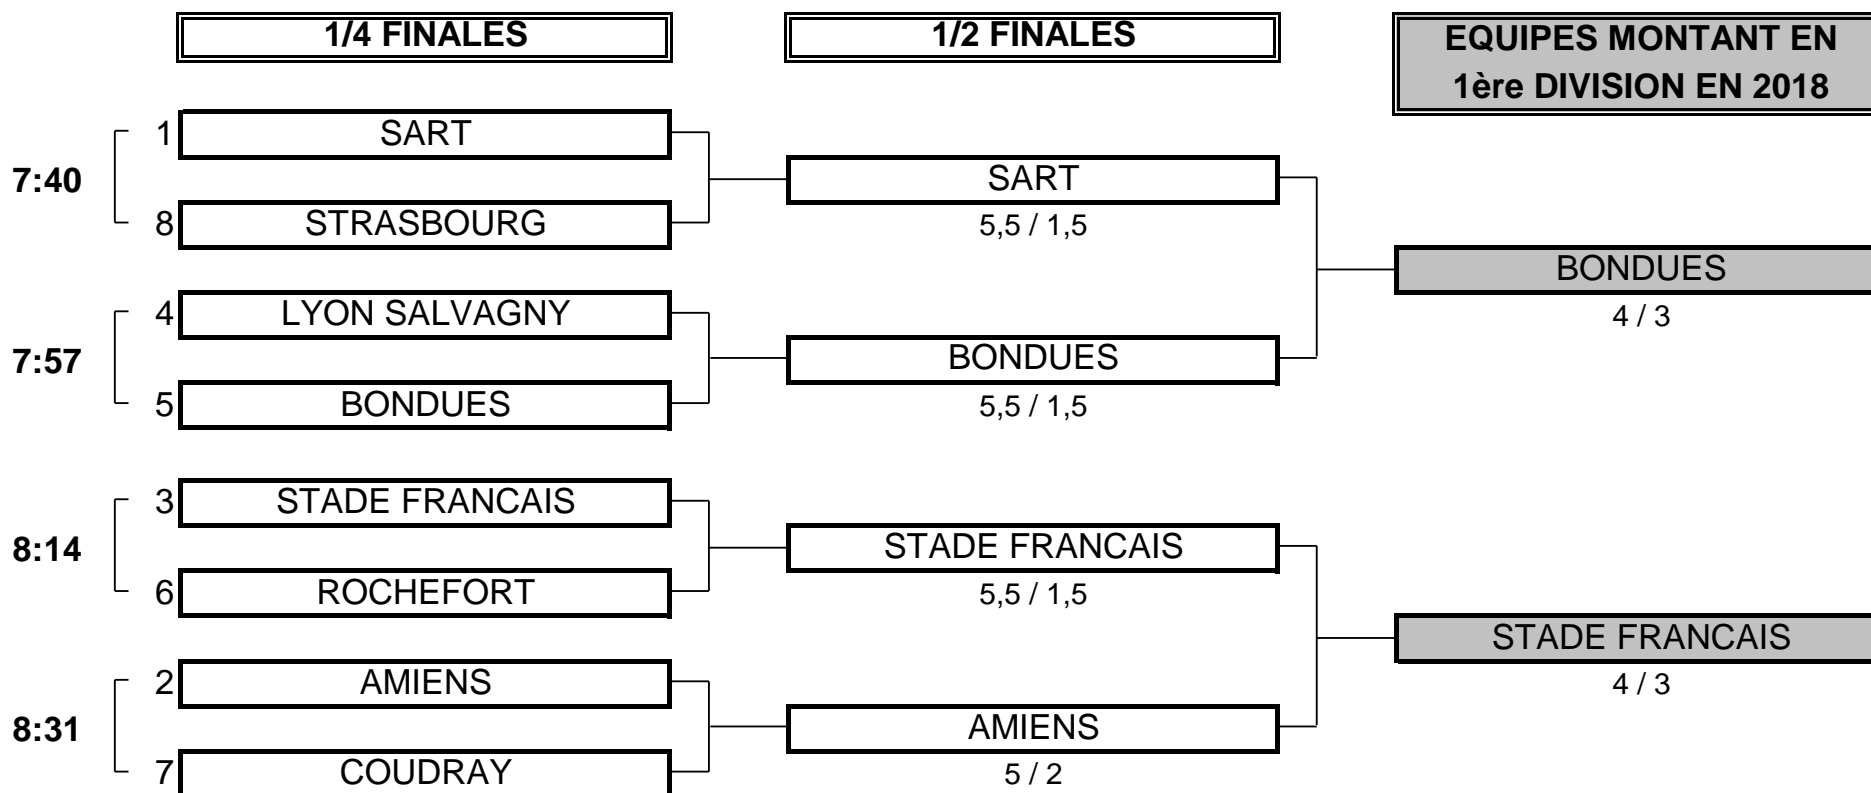 1/4 FINALES
1/2 FINALES
EQUIPES MONTANT EN
1ère DIVISION EN 2018
1 SART
7:40
SART
8 STRASBOURG
5,5 / 1,5
BONDUES
4 LYON SALVAGNY
4 / 3
7:57
BONDUES
5 BONDUES
5,5 / 1,5
3 STADE FRANCAIS
8:14
STADE FRANCAIS
6 ROCHEFORT
5,5 / 1,5
STADE FRANCAIS
2 AMIENS
4 / 3
8:31
AMIENS
7 COUDRAY
5 / 2